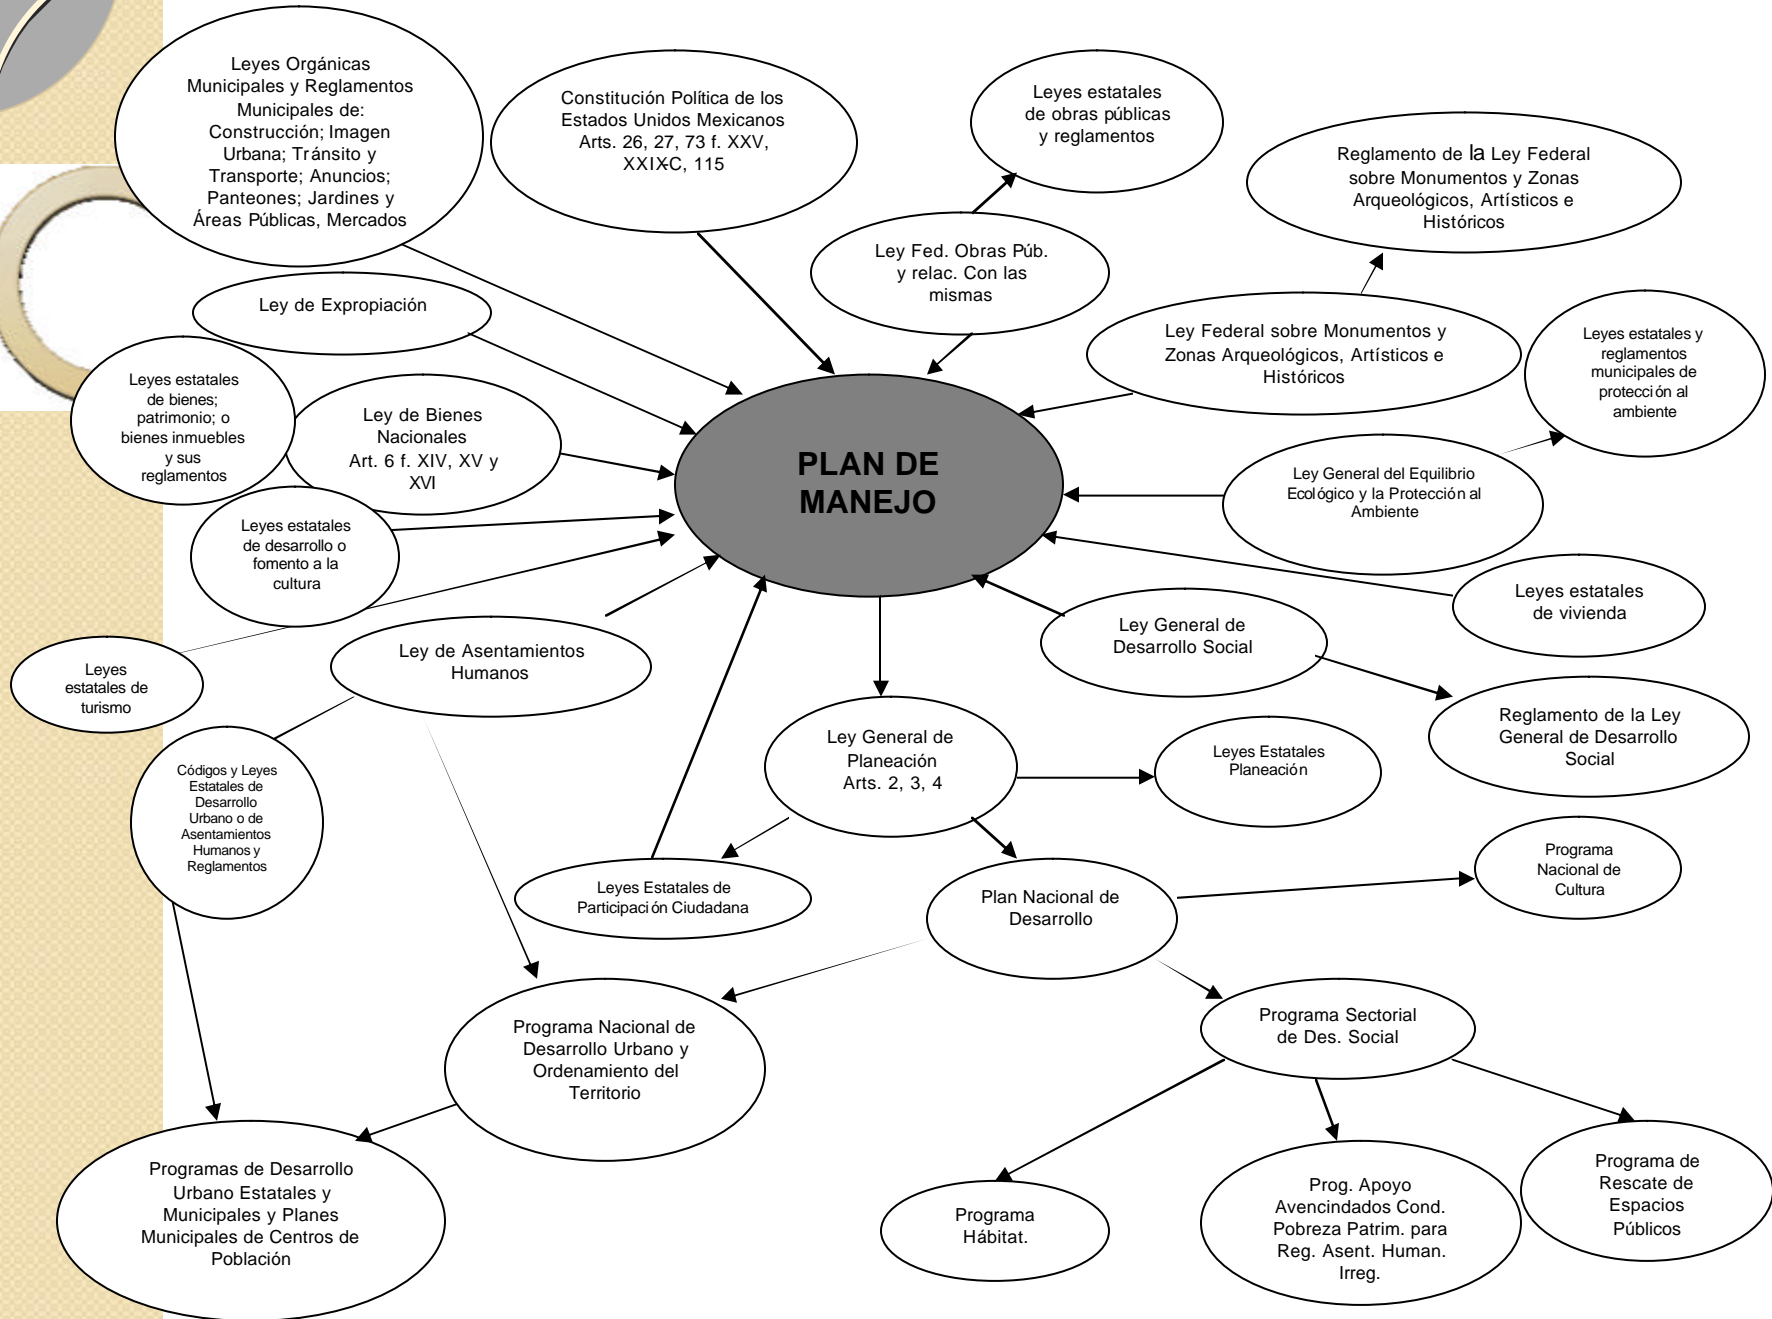 Leyes Orgánicas
Municipales y Reglamentos
Municipales de:
Construcción; Imagen
Urbana; Tránsito y
Transporte; Anuncios;
Panteones; Jardines y
Áreas Públicas, Mercados
Constitución Política de los
Estados Unidos Mexicanos
Arts. 26, 27, 73 f. XXV,
XXIX-C, 115
Leyes estatales
de obras públicas
y reglamentos
Reglamento de la Ley Federal
sobre Monumentos y Zonas
Arqueológicos, Artísticos e
Históricos
Ley Fed. Obras Púb.
y relac. Con las
mismas
Ley de Expropiación
Ley Federal sobre Monumentos y
Zonas Arqueológicos, Artísticos e
Históricos
Leyes estatales y
reglamentos
municipales de
protección al
ambiente
Leyes estatales
de bienes;
patrimonio; o
bienes inmuebles
y sus
reglamentos
Ley de Bienes
Nacionales
Art. 6 f. XIV, XV y
XVI
PLAN DE
MANEJO
Ley General del Equilibrio
Ecológico y la Protección al
Ambiente
Leyes estatales
de desarrollo o
fomento a la
cultura
Leyes estatales
de vivienda
Ley General de
Desarrollo Social
Ley de Asentamientos
Humanos
Leyes
estatales de
turismo
Reglamento de la Ley
General de Desarrollo
Social
Ley General de
Planeación
Arts. 2, 3, 4
Leyes Estatales
Planeación
Códigos y Leyes
Estatales de
Desarrollo
Urbano o de
Asentamientos
Humanos y
Reglamentos
Programa
Nacional de
Cultura
Leyes Estatales de
Participación Ciudadana
Plan Nacional de
Desarrollo
Programa Nacional de
Desarrollo Urbano y
Ordenamiento del
Territorio
Programa Sectorial
de Des. Social
Programas de Desarrollo
Urbano Estatales y
Municipales y Planes
Municipales de Centros de
Población
Programa
Hábitat.
Prog. Apoyo
Avencindados Cond.
Pobreza Patrim. para
Reg. Asent. Human.
Irreg.
Programa de
Rescate de
Espacios
Públicos